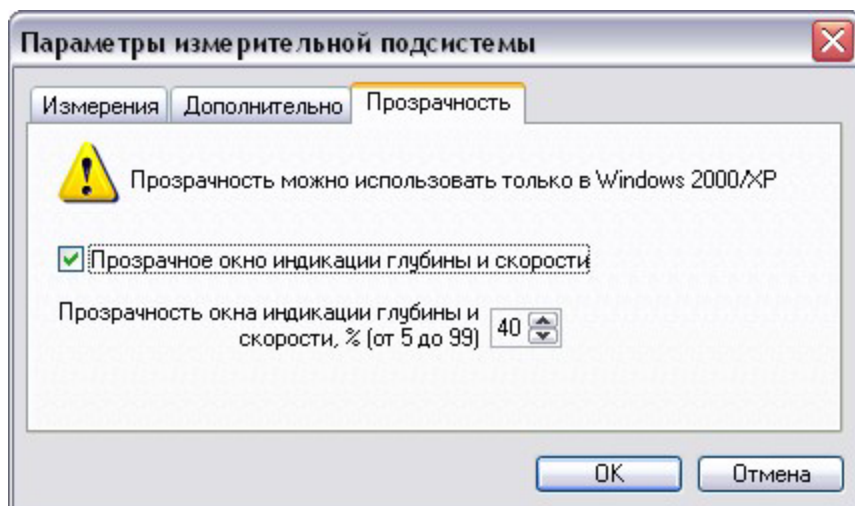 Параметры измерительной подсистемы
Измерения
Дополнительно
Прозрачность
Прозрачность можно использовать только в Windows 2000/XP
Прозрачное окно индикации глубины и скорости
Прозрачность окна индикации глубины и
скорости, % (от 5 до 99)
40
OK
Отмена